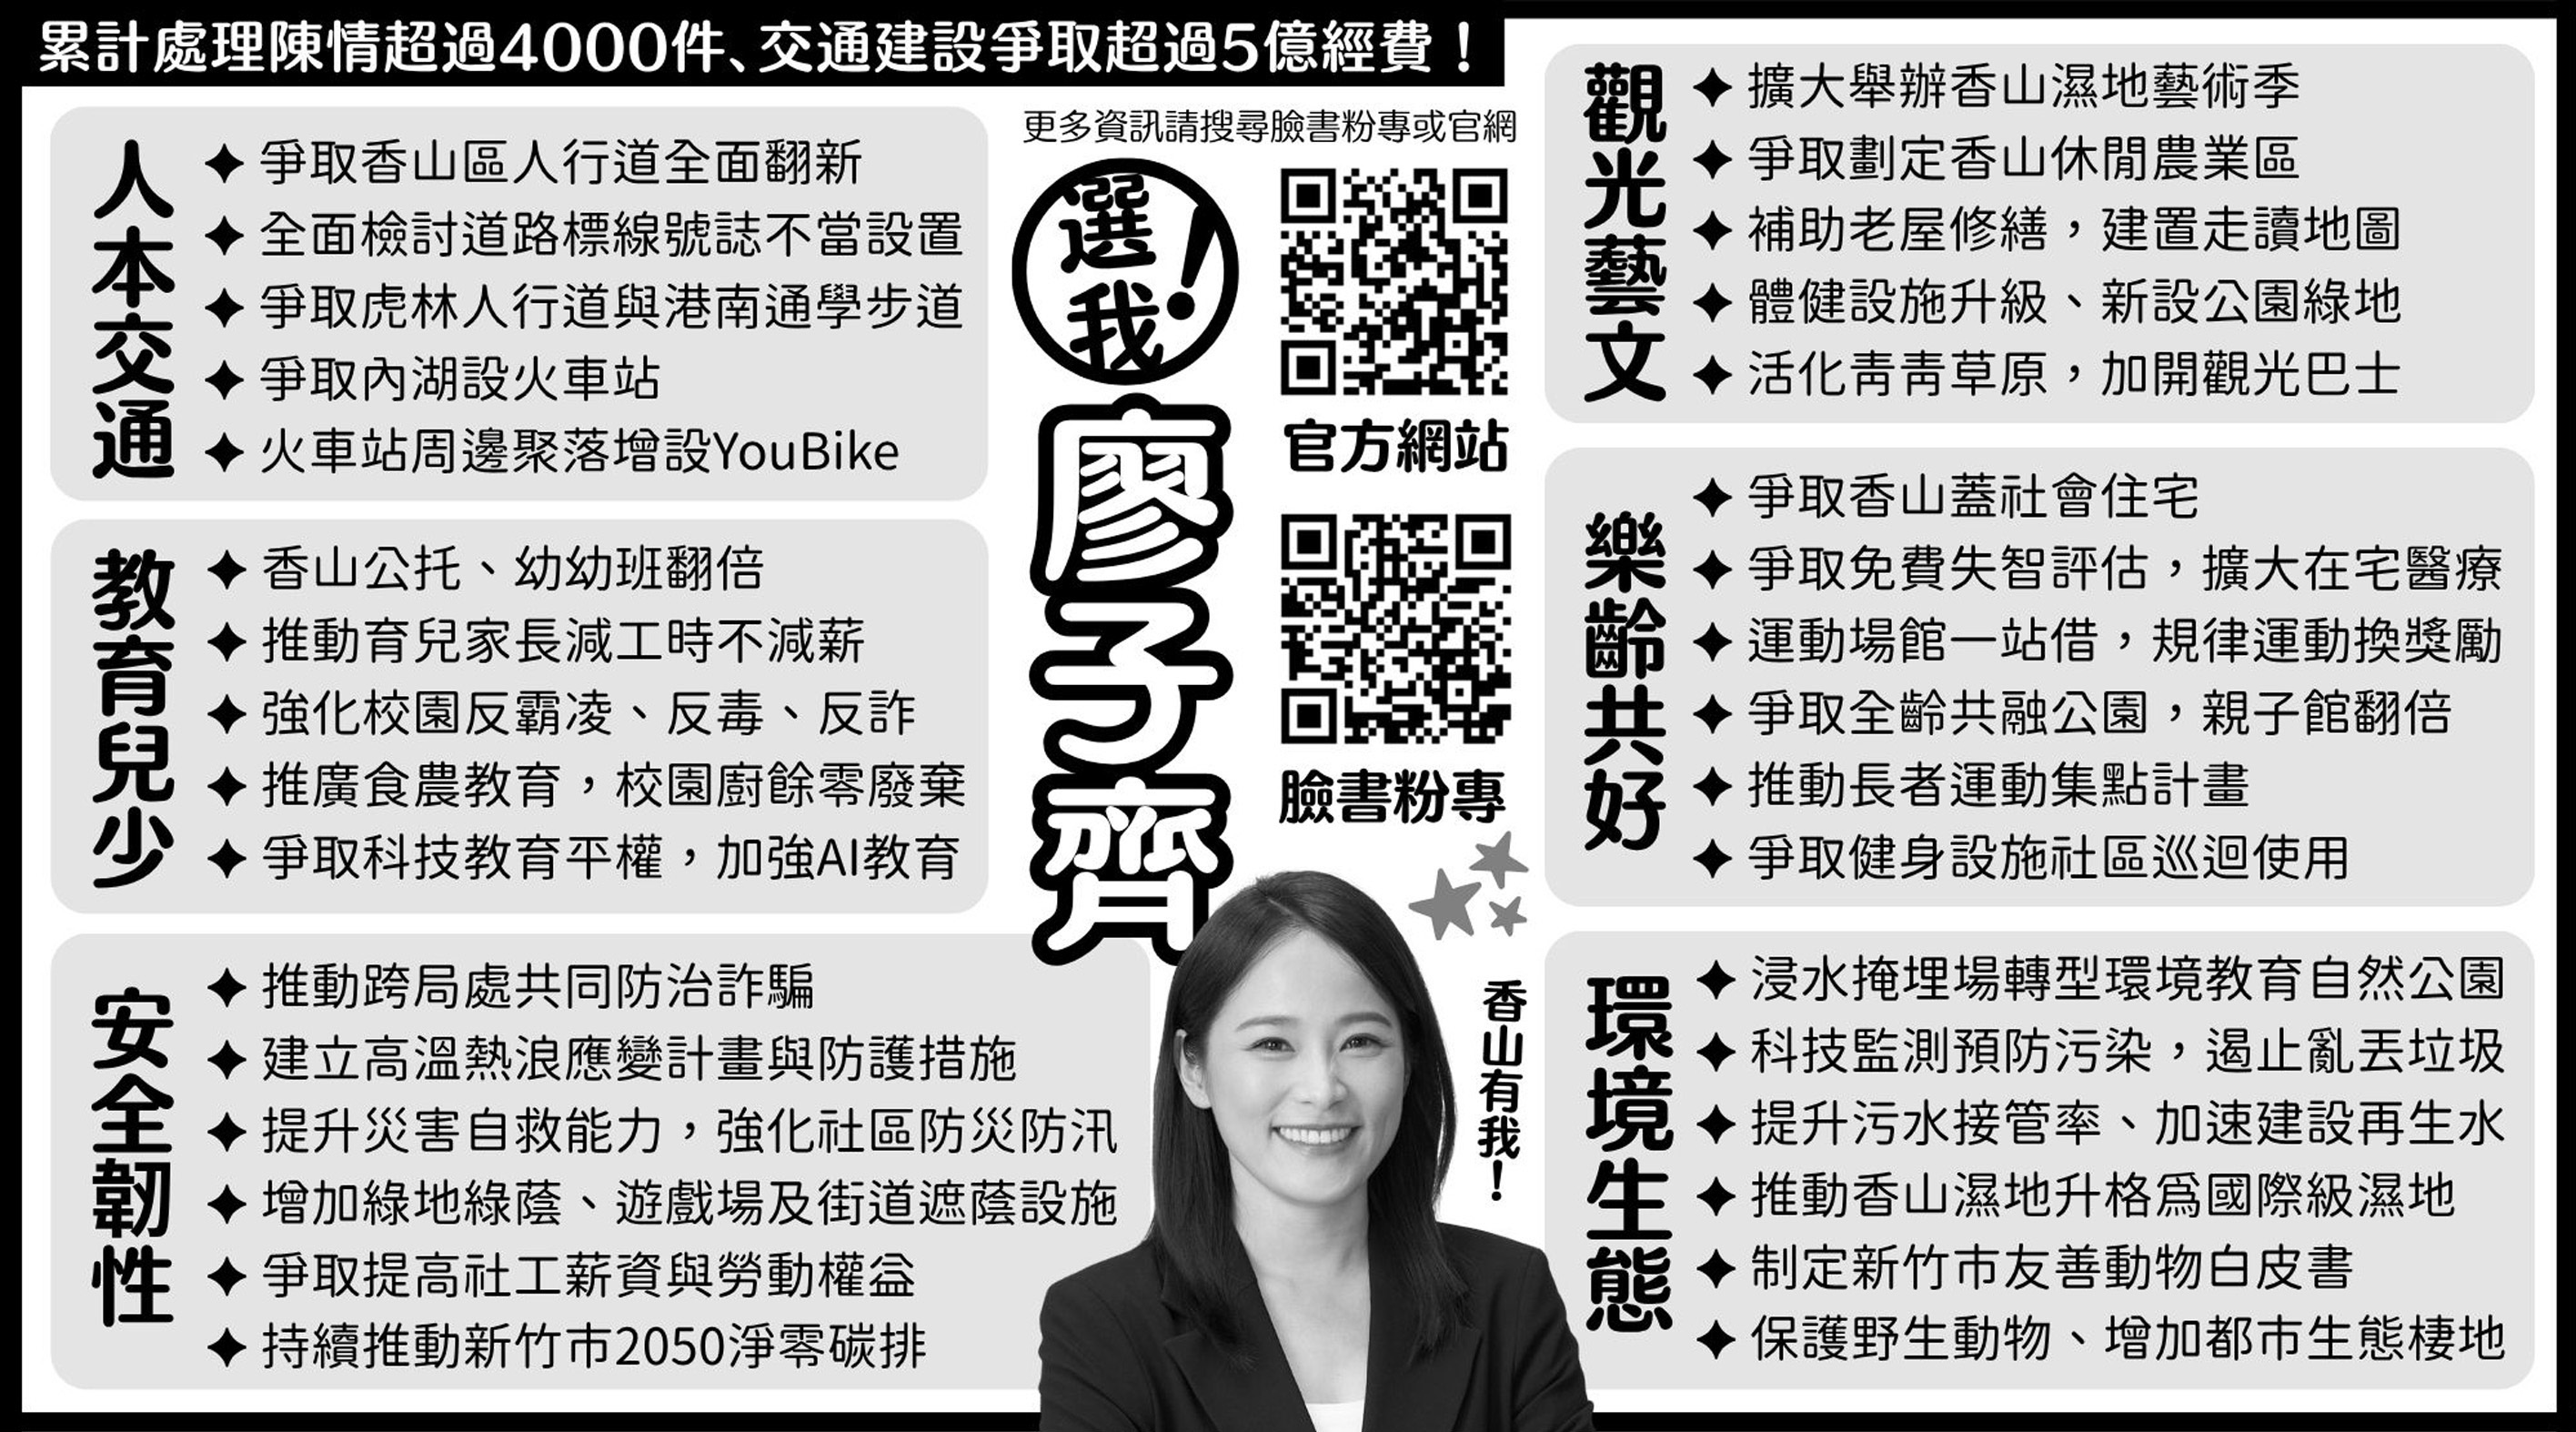 累計處理陳情超過4000件、交通建設爭取超過5億經費！
人本交通
爭取香山區人行道全面翻新
全面檢討道路標線號誌不當設置
爭取虎林人行道與港南通學步道
爭取內湖設火車站
火車站周邊聚落增設YouBike
教育兒少
香山公托、幼幼班翻倍
推動育兒家長減工時不減薪
強化校園反霸凌、反毒、反詐
推廣食農教育，校園廚餘零廢棄
爭取科技教育平權，加強AI教育
安全韌性
推動跨局處共同防治詐騙
建立高溫熱浪應變計畫與防護措施
提升災害自救能力，強化社區防災防汛
增加綠地綠蔭、遊戲場及街道遮蔭設施
爭取提高社工薪資與勞動權益
持續推動新竹市2050淨零碳排
更多資訊請搜尋臉書粉專或官網
選我！
廖子齊
官方網站
臉書粉專
香山有我！
觀光藝文
擴大舉辦香山濕地藝術季
爭取劃定香山休閒農業區
補助老屋修繕，建置走讀地圖
體健設施升級、新設公園綠地
活化青青草原，加開觀光巴士
樂齡共好
爭取香山蓋社會住宅
爭取免費失智評估，擴大在宅醫療
運動場館一站借，規律運動換獎勵
爭取全齡共融公園，親子館翻倍
推動長者運動集點計畫
爭取健身設施社區巡迴使用
環境生態
浸水掩埋場轉型環境教育自然公園
科技監測預防污染，遏止亂丟垃圾
提升污水接管率、加速建設再生水
推動香山濕地升格為國際級濕地
制定新竹市友善動物白皮書
保護野生動物、增加都市生態棲地